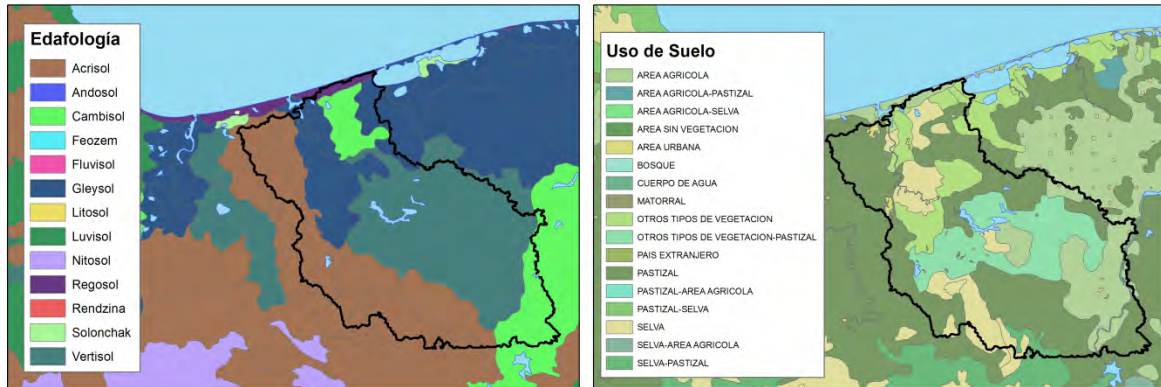 Edafología
Acrisol
Andosol
Cambisol
Feozem
Fluvisol
Gleysol
Litosol
Luvisol
Nitosol
Regosol
Rendzina
Solonchak
Vertisol
Uso de Suelo
AREA AGRICOLA
AREA AGRICOLA-PASTIZAL
AREA AGRICOLA-SELVA
AREA SIN VEGETACION
AREA URBANA
BOSQUE
CUERPO DE AGUA
MATORRAL
OTROS TIPOS DE VEGETACION
OTROS TIPOS DE VEGETACION-PASTIZAL
PAIS EXTRANJERO
PASTIZAL
PASTIZAL-AREA AGRICOLA
PASTIZAL-SELVA
SELVA
SELVA-AREA AGRICOLA
SELVA-PASTIZAL